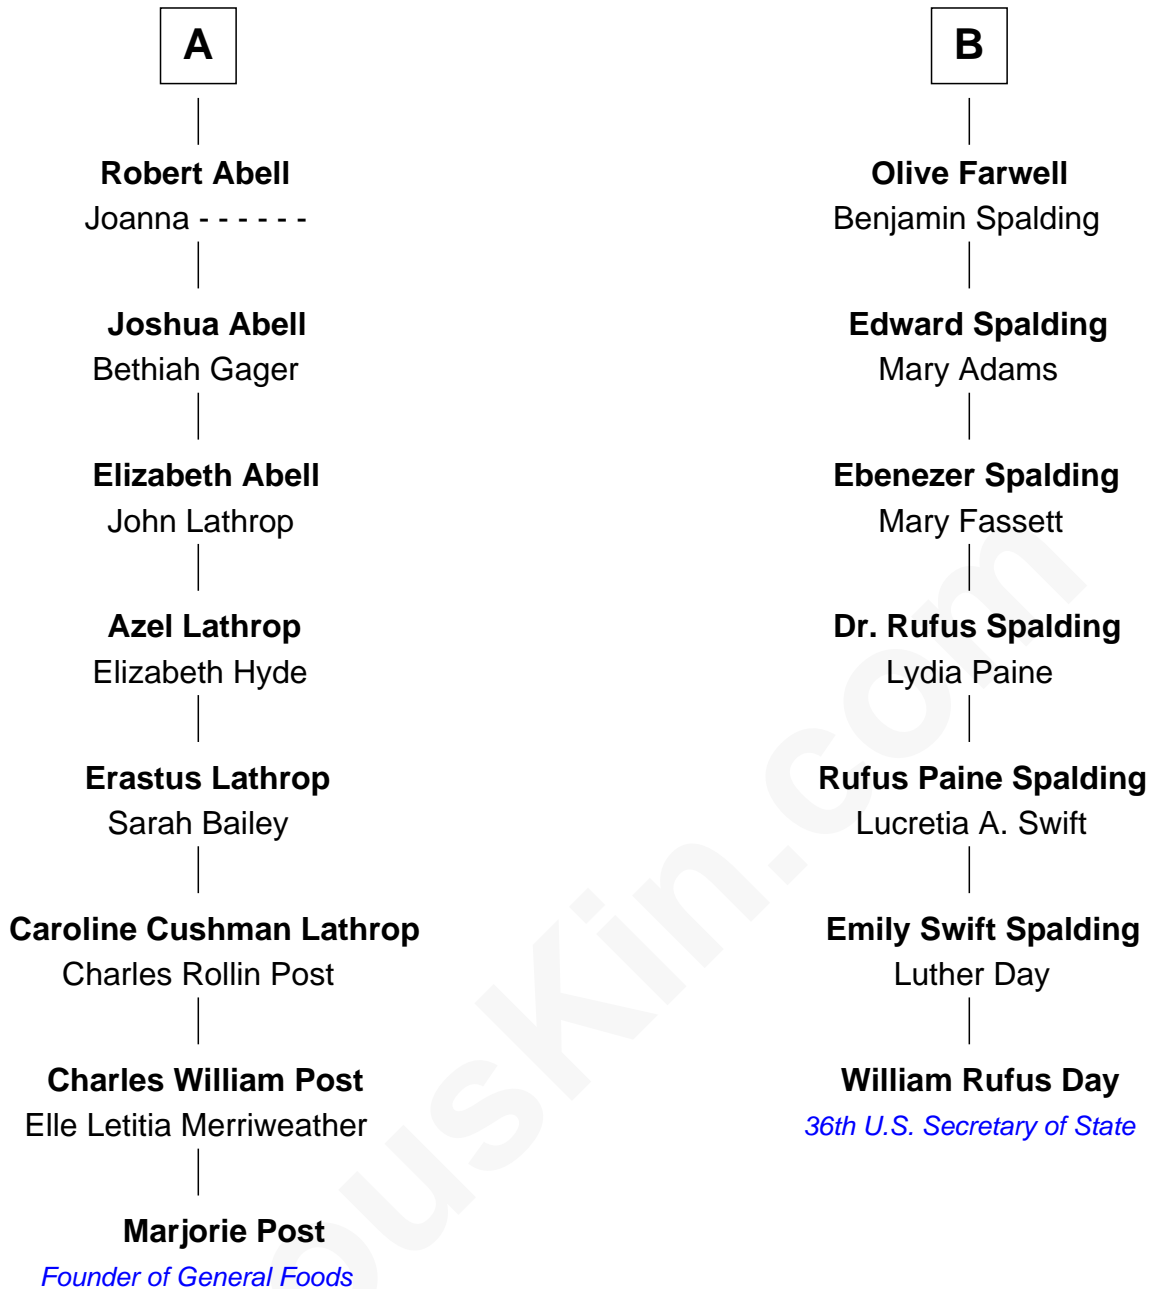 A
Robert Abell
Joanna - - - - - -
Joshua Abell
Bethiah Gager
Elizabeth Abell
John Lathrop
Azel Lathrop
Elizabeth Hyde
Erastus Lathrop
Sarah Bailey
Caroline Cushman Lathrop
Charles Rollin Post
Charles William Post
Elle Letitia Merriweather
Marjorie Post
Founder of General Foods
B
Olive Farwell
Benjamin Spalding
Edward Spalding
Mary Adams
Ebenezer Spalding
Mary Fassett
Dr. Rufus Spalding
Lydia Paine
Rufus Paine Spalding
Lucretia A. Swift
Emily Swift Spalding
Luther Day
William Rufus Day
36th U.S. Secretary of State
ousKin.com